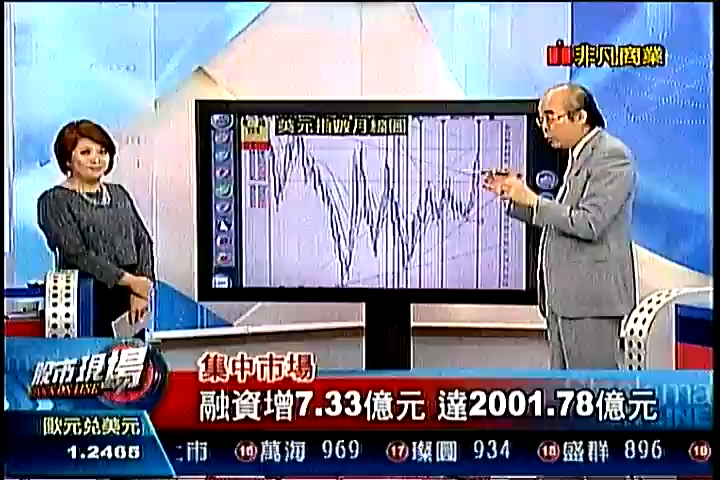 非凡商業
美元指數月線圖
股市現場
集中市場
融資增7.33億元 達2001.78億元
歐元兌美元
1.2465
二市 16 萬海 969 17 璨圓 934 18 盛群 896